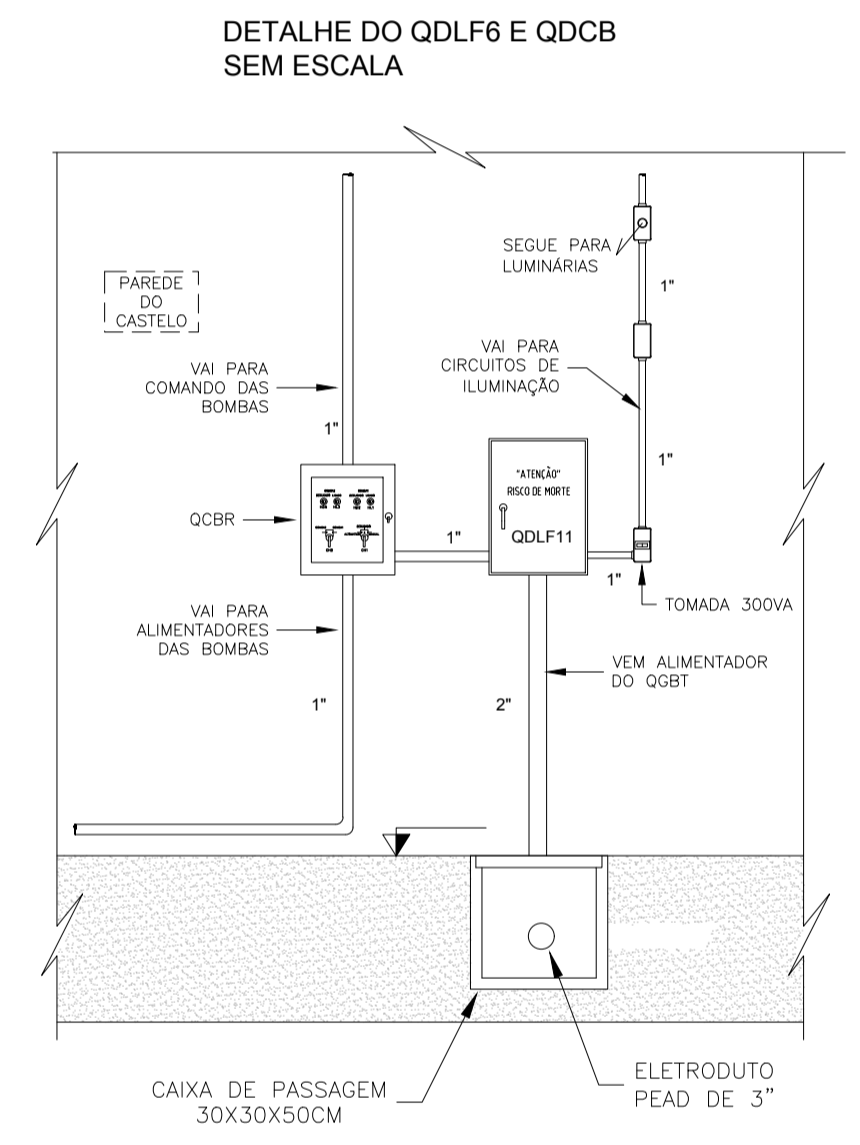 DETALHE DO QDLF6 E QDCB
SEM ESCALA
SEGUE PARA
LUMINÁRIAS
1"
PAREDE
DO
CASTELO
VAI PARA
CIRCUITOS DE
ILUMINAÇÃO
VAI PARA
COMANDO DAS
BOMBAS
1"
1"
"ATENÇÃO"
RISCO DE MORTE
QDLF11
QCBR
1"
1"
TOMADA 300VA
VAI PARA
ALIMENTADORES
DAS BOMBAS
VEM ALIMENTADOR
DO QGBT
1"
2"
ELETRODUTO
PEAD DE 3”
CAIXA DE PASSAGEM
30X30X50CM